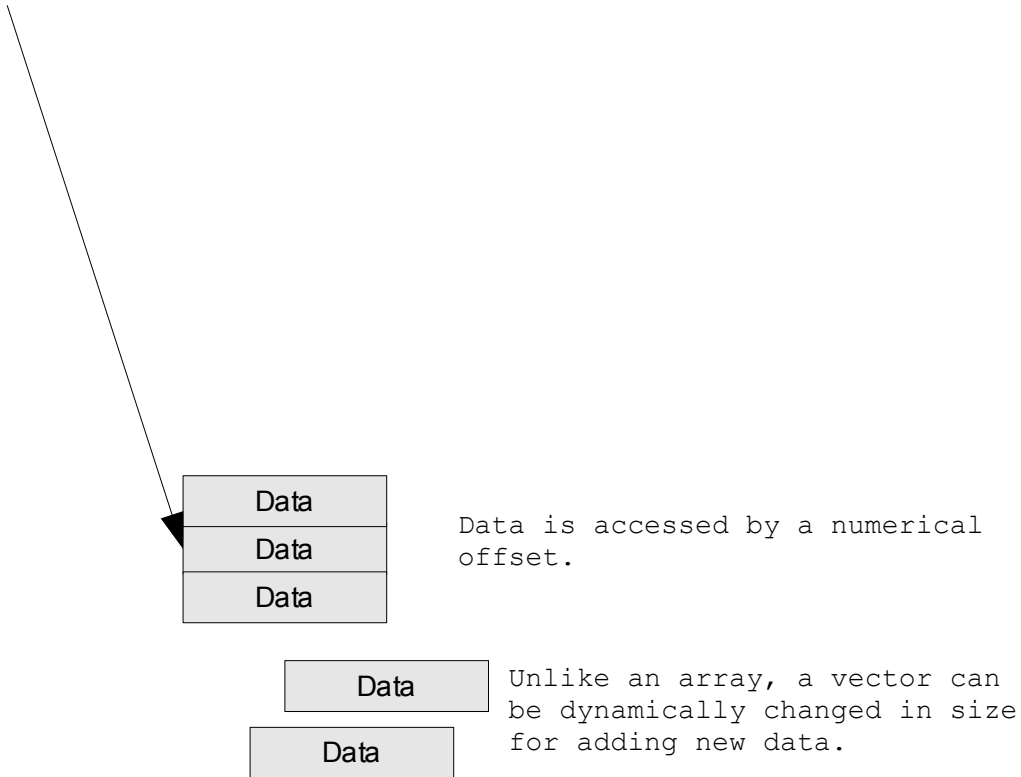 Data
Data
Data
Data is accessed by a numerical
offset.
Data
Data
Unlike an array, a vector can
be dynamically changed in size
for adding new data.